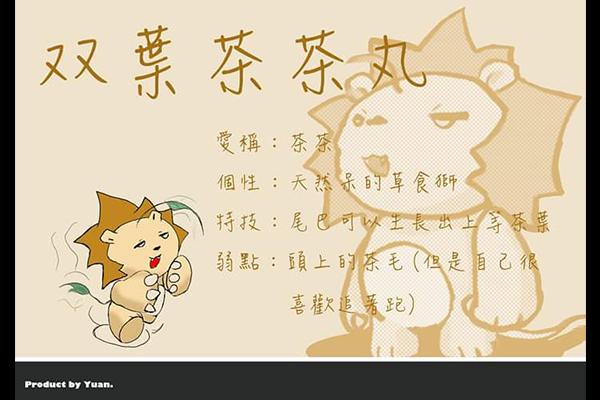 双葉茶茶丸
愛稱：茶茶
個性：天然呆的草食獅
特技：尾巴可以生長出上等茶葉
弱點：頭上的茶毛(但是自己很
喜歡追著跑)
Product by Yuan.